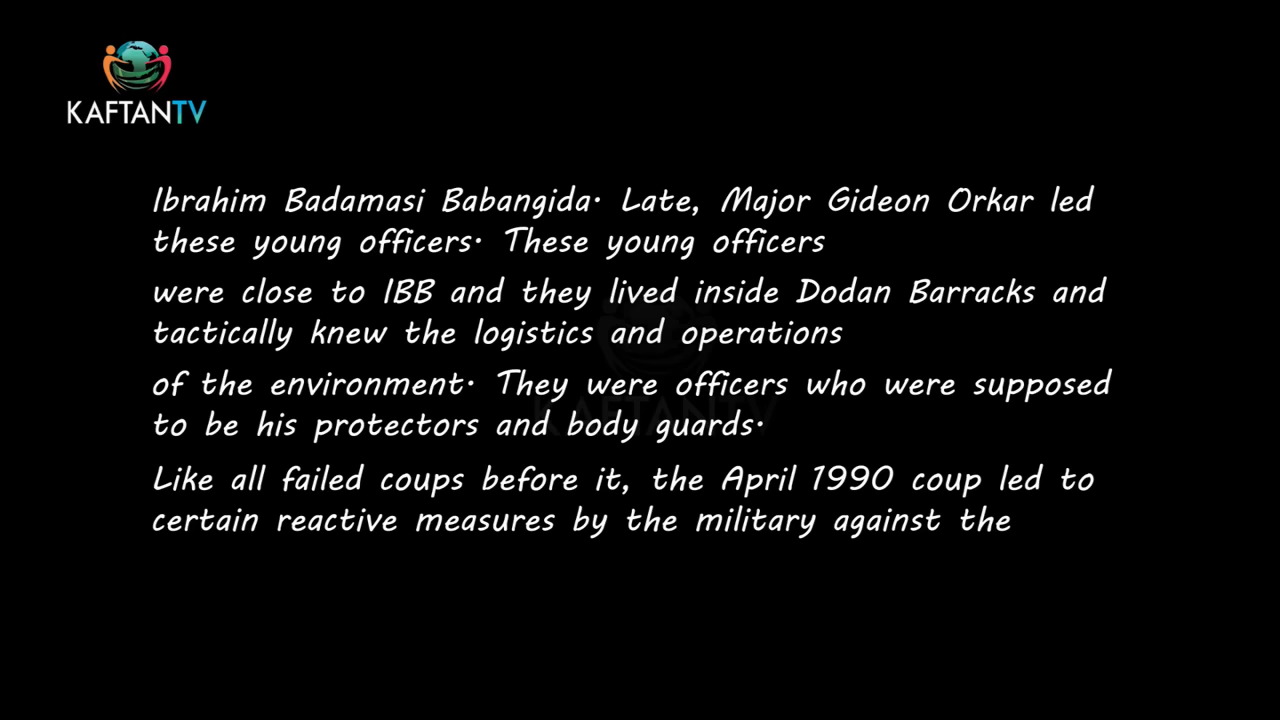 KAFTANTV
Ibrahim Badamasi Babangida. Late, Major Gideon Orkar led
these young officers. These young officers
were close to IBB and they lived inside Dodan Barracks and
tactically knew the logistics and operations
of the environment. They were officers who were supposed
to be his protectors and body guards.
Like all failed coups before it, the April 1990 coup led to
certain reactive measures by the military against the
KAFTANTV